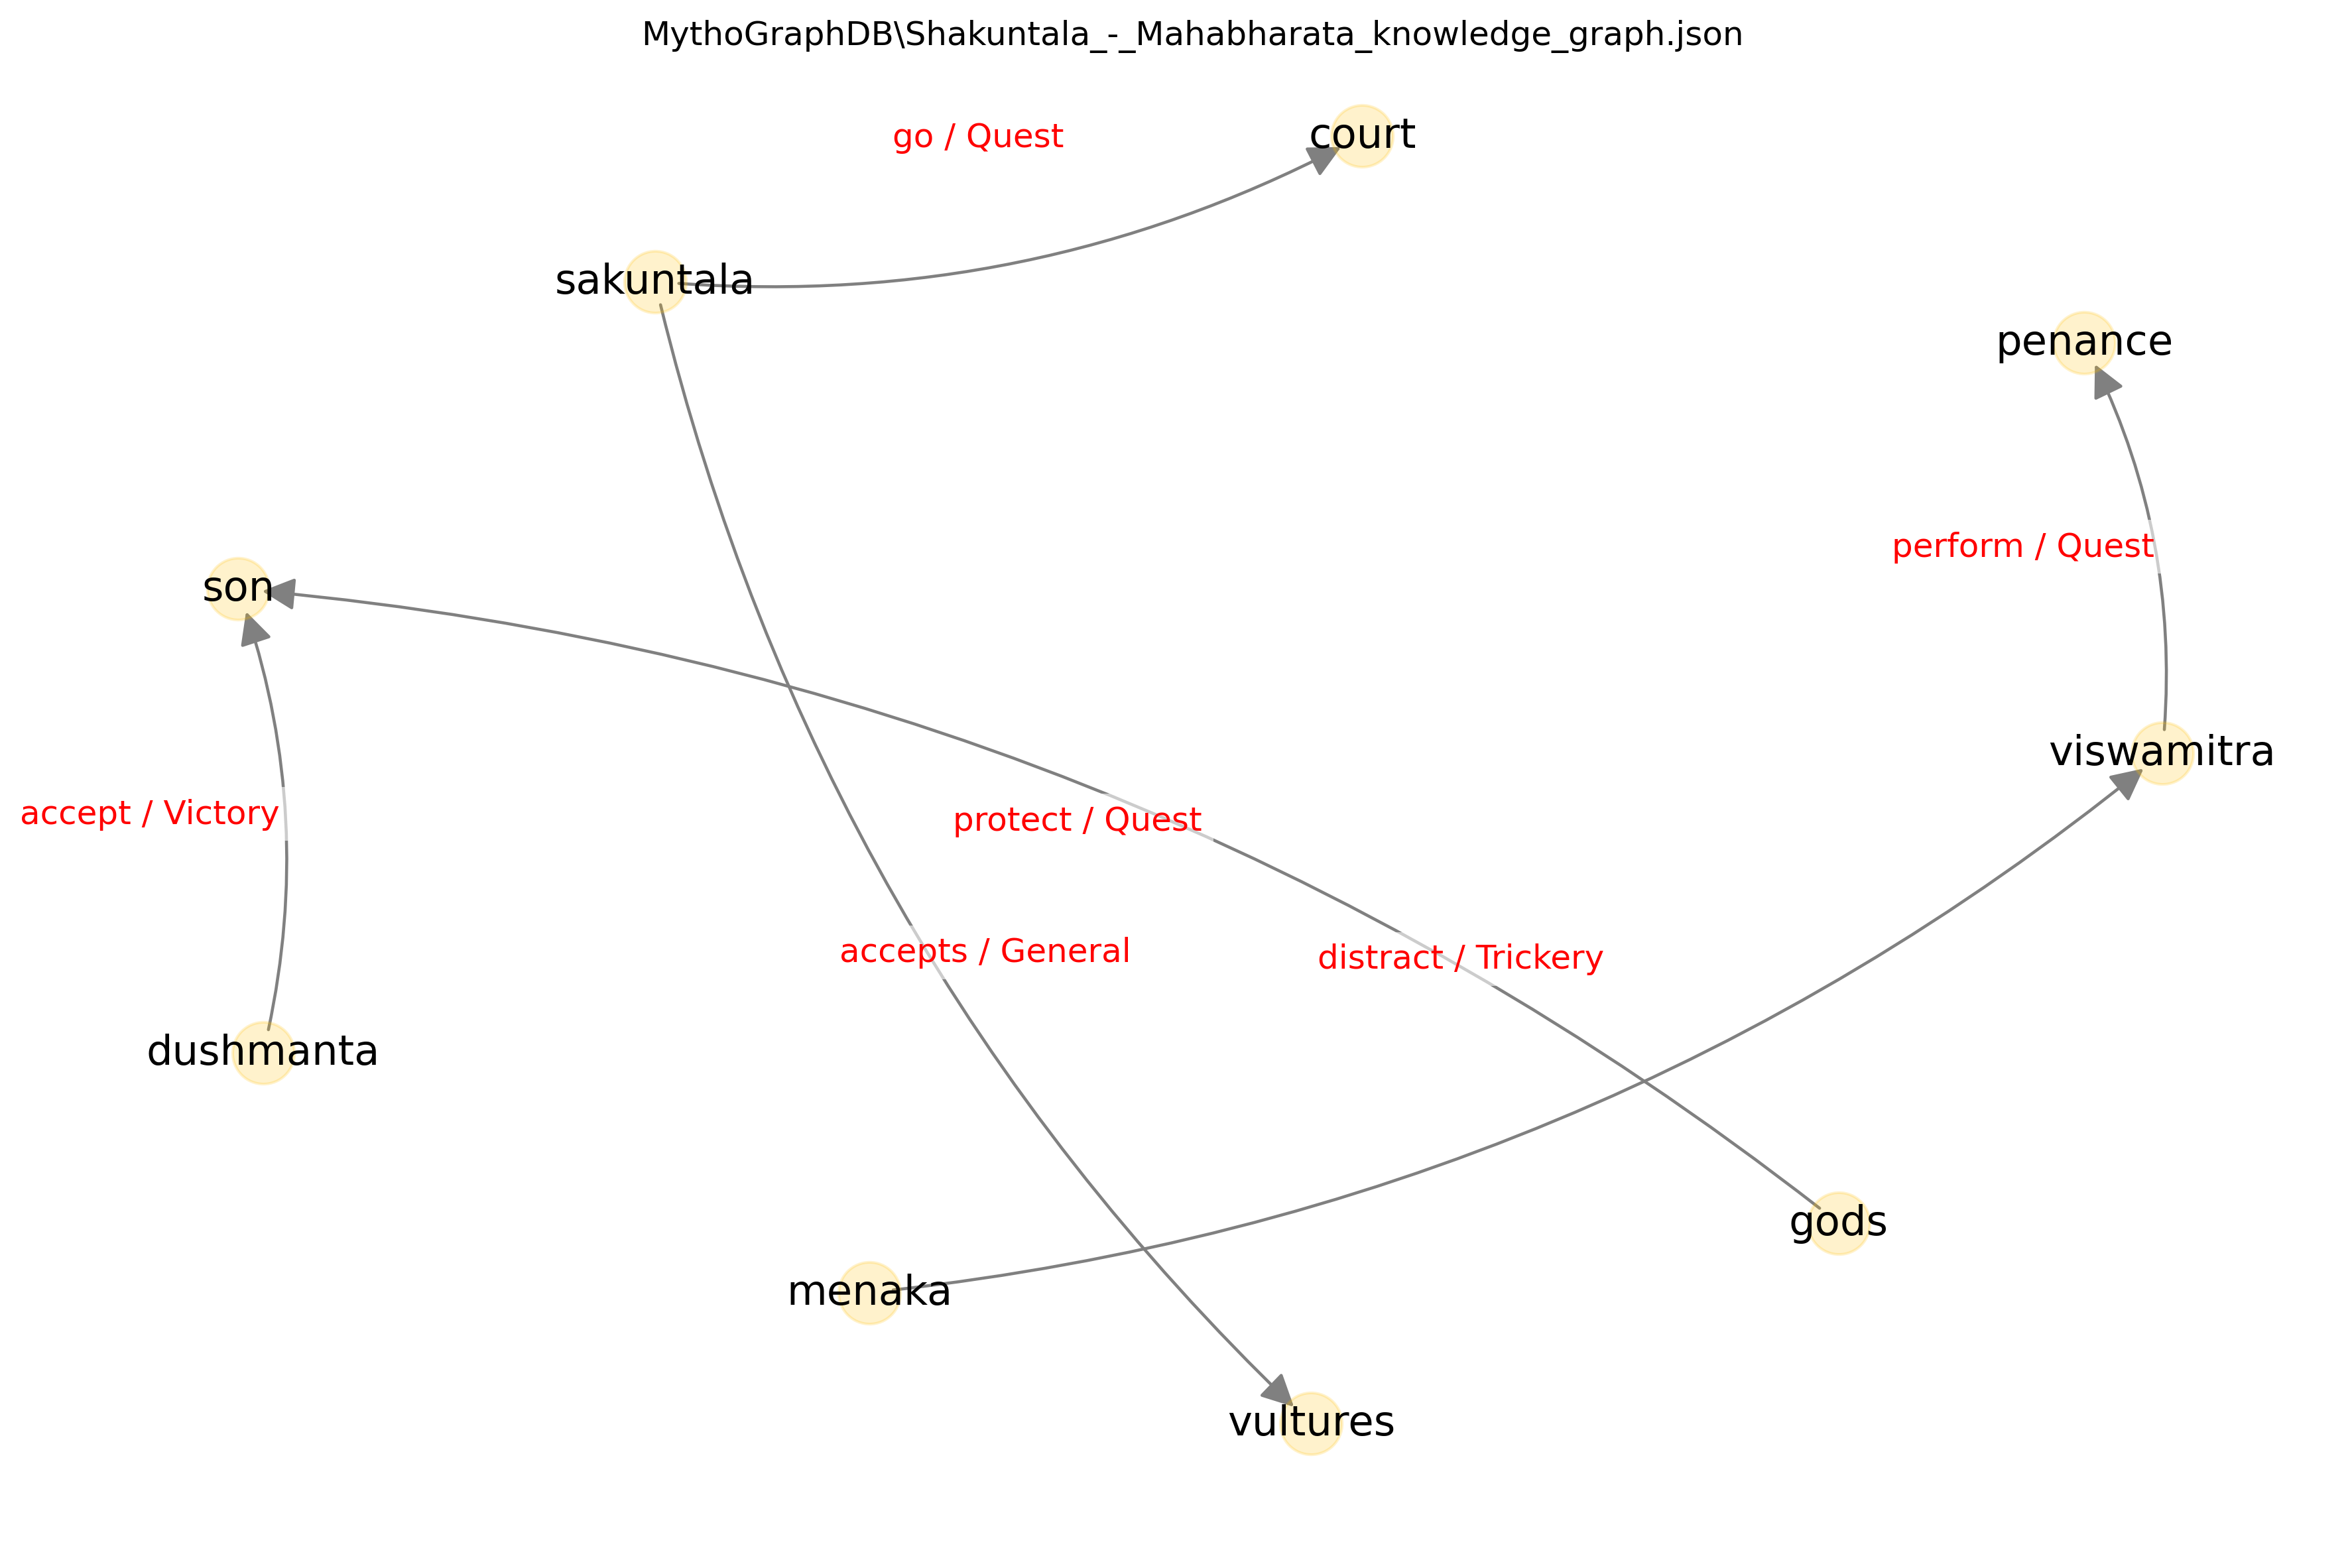 MythoGraphDB\Shakuntala_-_Mahabharata_knowledge_graph.json
go / Quest
court
sakuntala
penance
perform / Quest
son
viswamitra
accept / Victory
protect / Quest
accepts / General
distract / Trickery
dushmanta
gods
menaka
vultures